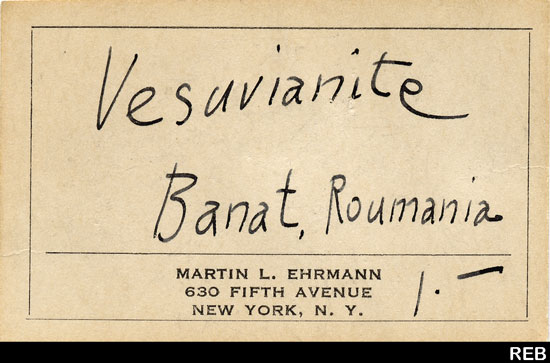 Vesuvianite
Banat, Roumania
MARTIN L. EHRMANN
630 FIFTH AVENUE
NEW YORK, N. Y.
1.—
REB